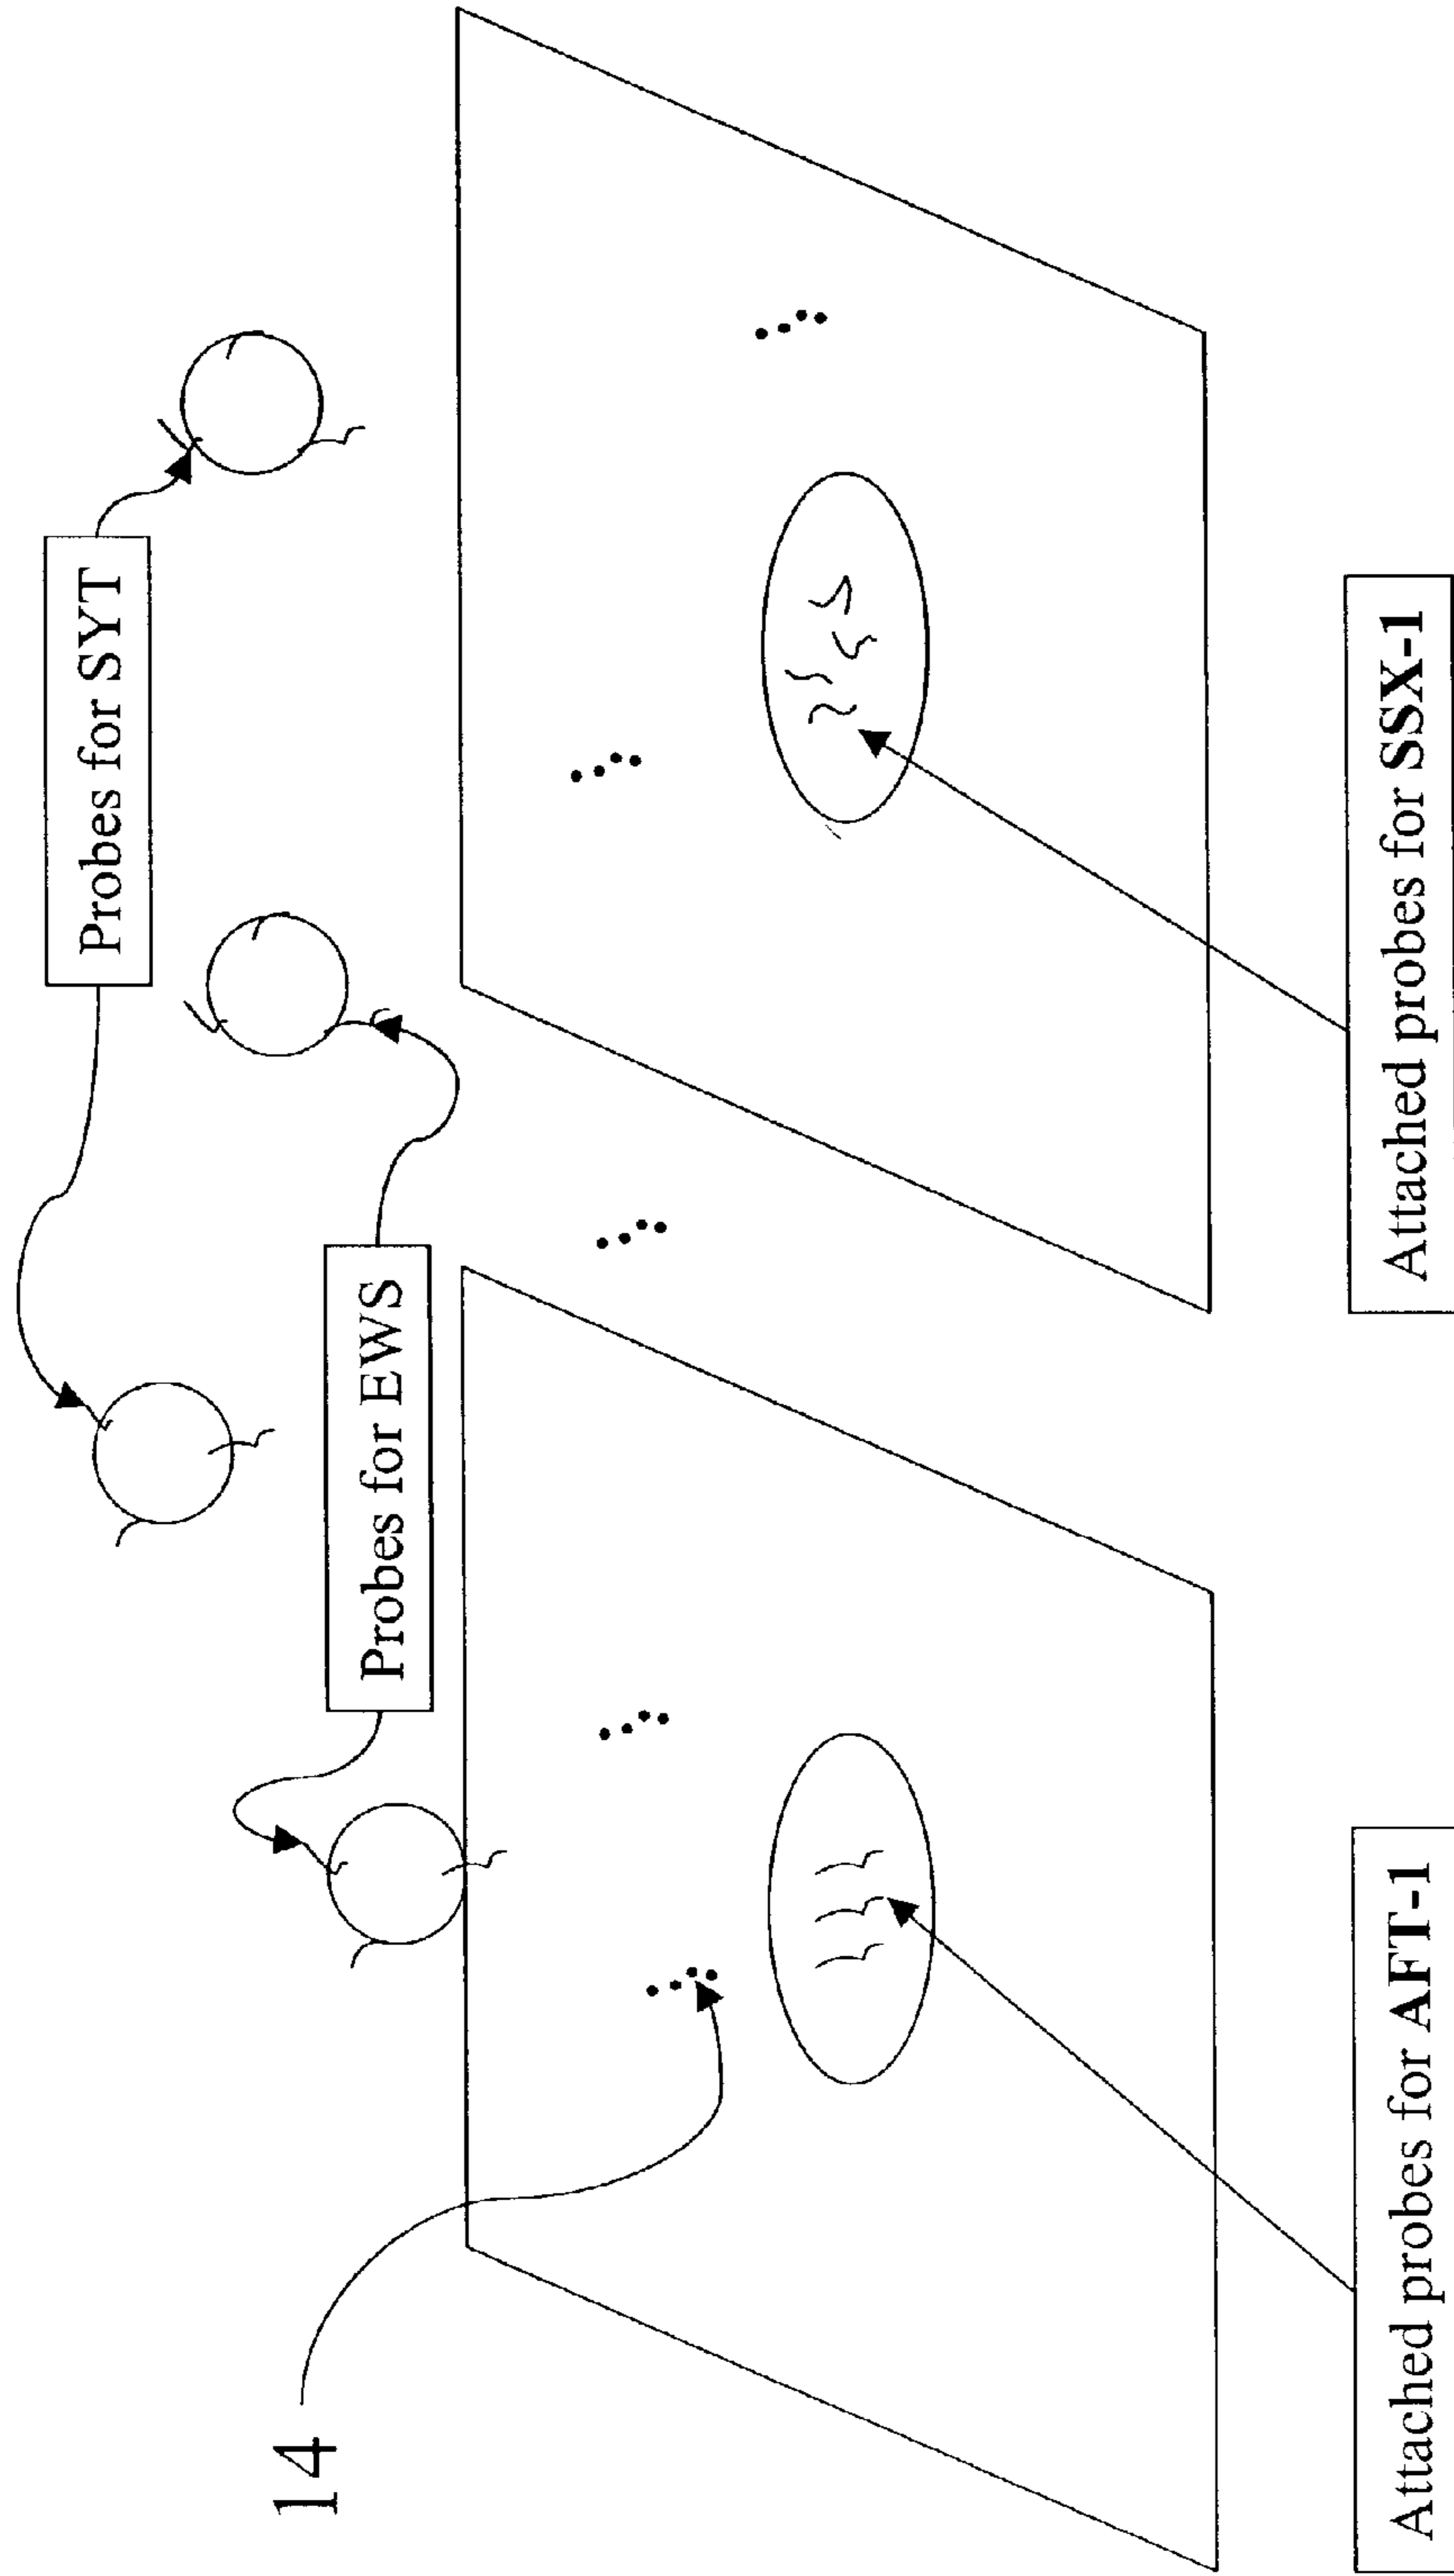 Probes for SYT
Probes for EWS
14
Attached probes for AFT-1
Attached probes for SSX-1